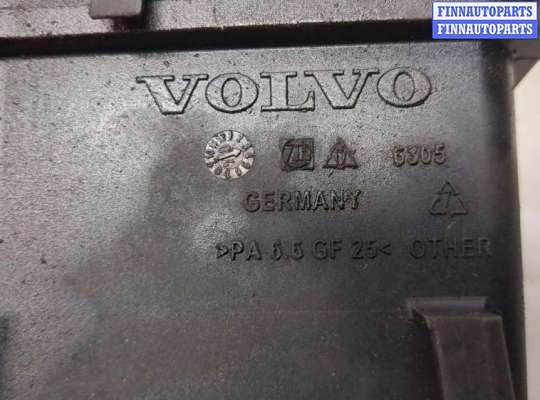 FINNAUTOPARTS
FINNAUTOPARTS
VOLVO
6305
GERMANY
>PA 6.6 GF 25< OTHER